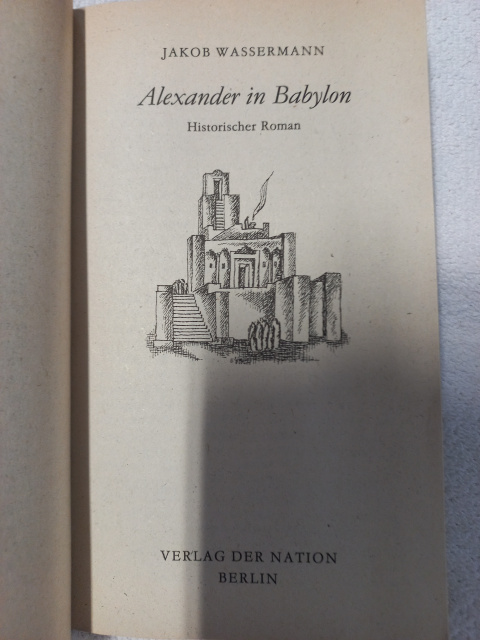 JAKOB WASSERMANN
Alexander in Babylon
Historischer Roman
VERLAG DER NATION
BERLIN